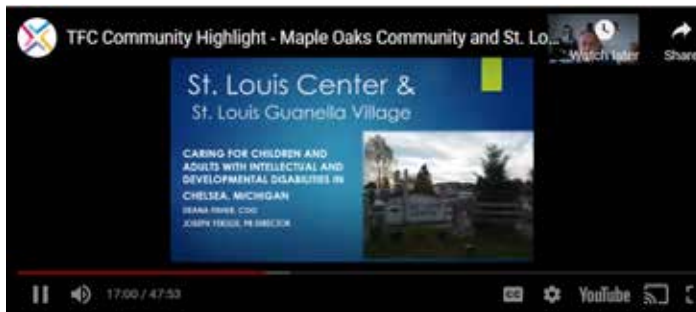 TFC Community Highlight - Maple Oaks Community and St. Lo...
Watch later
Share
St. Louis Center &
St. Louis Guanella Village
CARING FOR CHILDREN AND
ADULTS WITH INTELLECTUAL AND
DEVELOPMENTAL DISABILITIES IN
CHELSEA, MICHIGAN
JOSEPH PR DIRECTOR
17:00 / 47:53
CC
YouTube